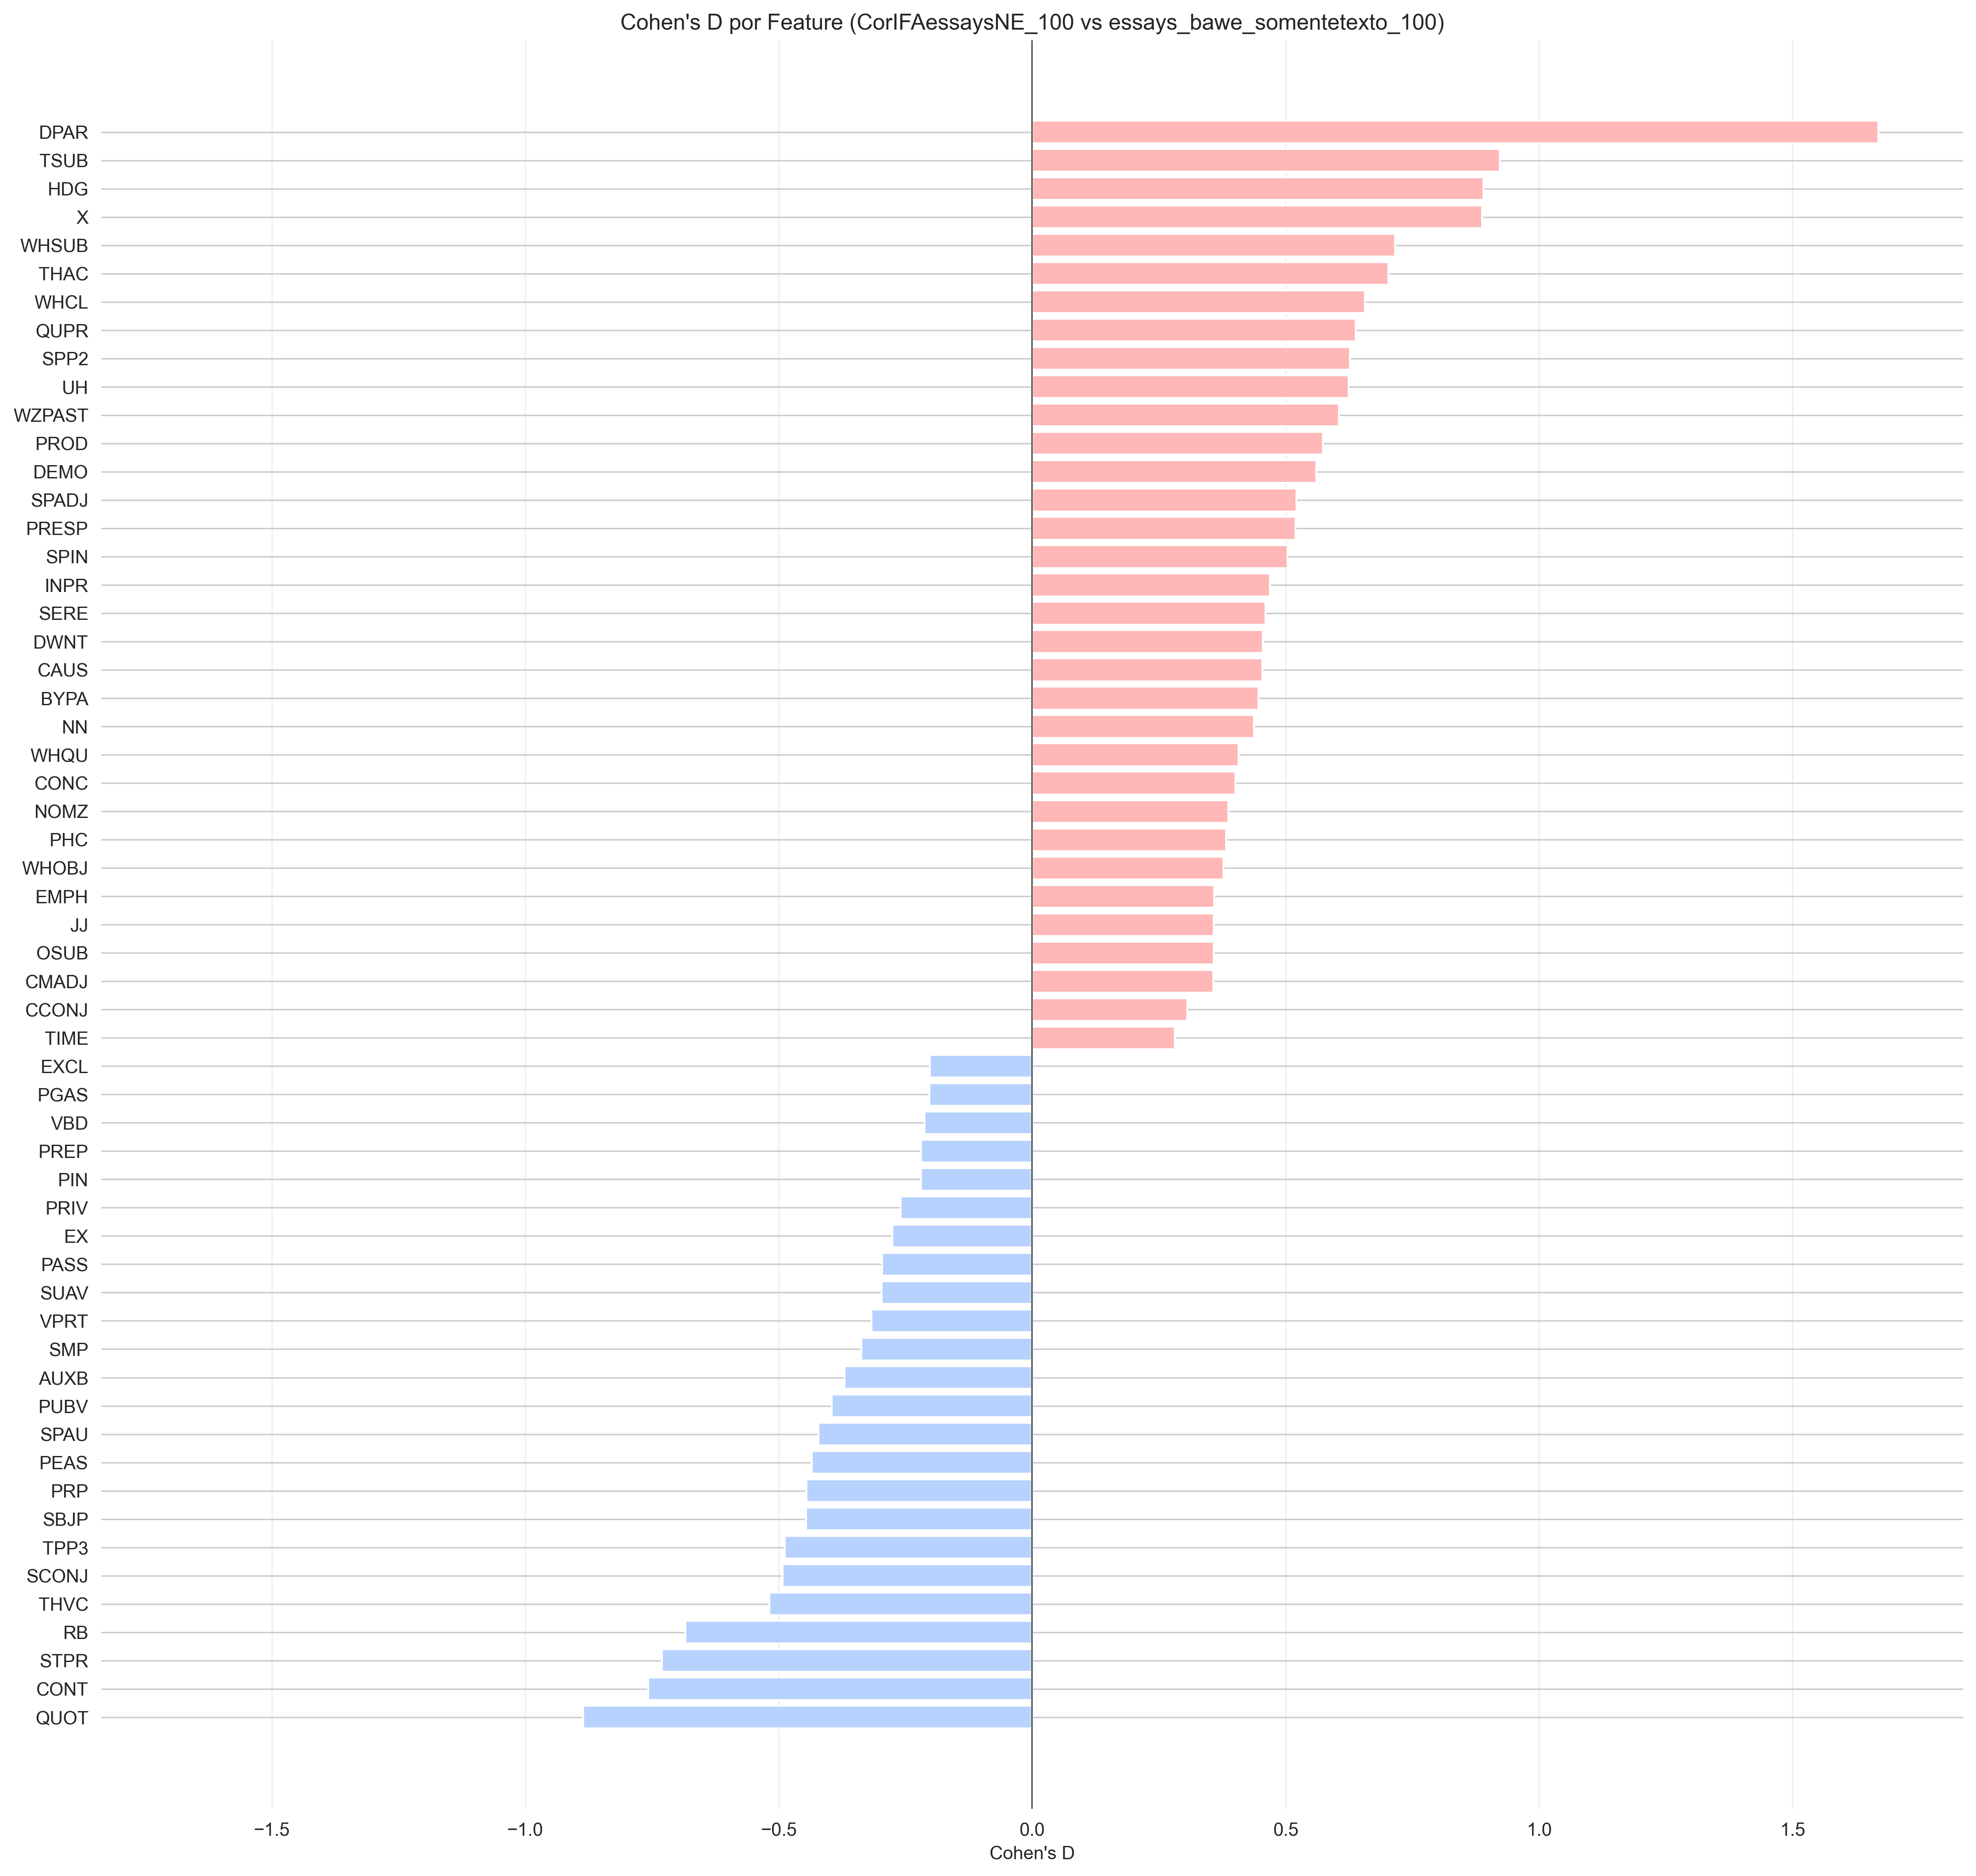 Cohen's D por Feature (CorIFAessaysNE_100 vs essays_bawe_somentetexto_100)
DPAR
TSUB
HDG
X
WHSUB
THAC
WHCL
QUPR
SPP2
UH
WZPAST
PROD
DEMO
SPADJ
PRESP
SPIN
INPR
SERE
DWNT
CAUS
BYPA
NN
WHQU
CONC
NOMZ
PHC
WHOBJ
EMPH
JJ
OSUB
CMADJ
CCONJ
TIME
EXCL
PGAS
VBD
PREP
PIN
PRIV
EX
PASS
SUAV
VPRT
SMP
AUXB
PUBV
SPAU
PEAS
PRP
SBJP
TPP3
SCONJ
THVC
RB
STPR
CONT
QUOT
−1.5 −1.0 −0.5 0.0 0.5 1.0 1.5
Cohen's D